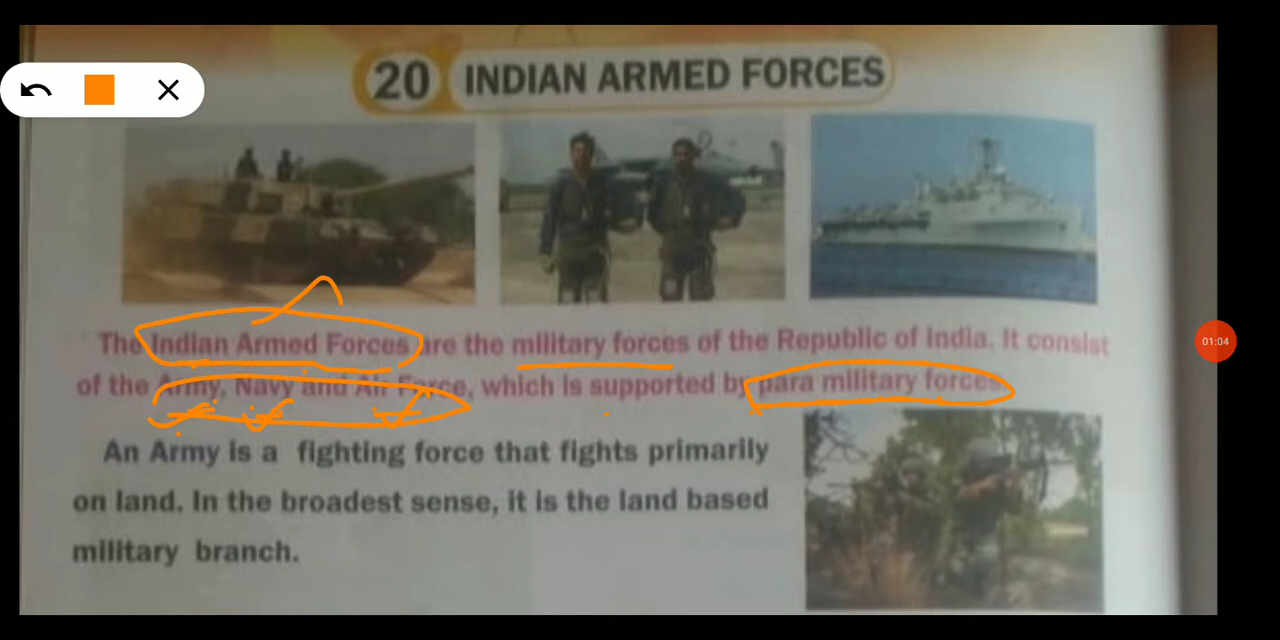 20 INDIAN ARMED FORCES
The Indian Armed Forces are the military forces of the Republic of India. It consist
of the Army, Navy and Air Force, which is supported by para military forces
01:04
An Army is a fighting force that fights primarily
on land. In the broadest sense, it is the land based
military branch.